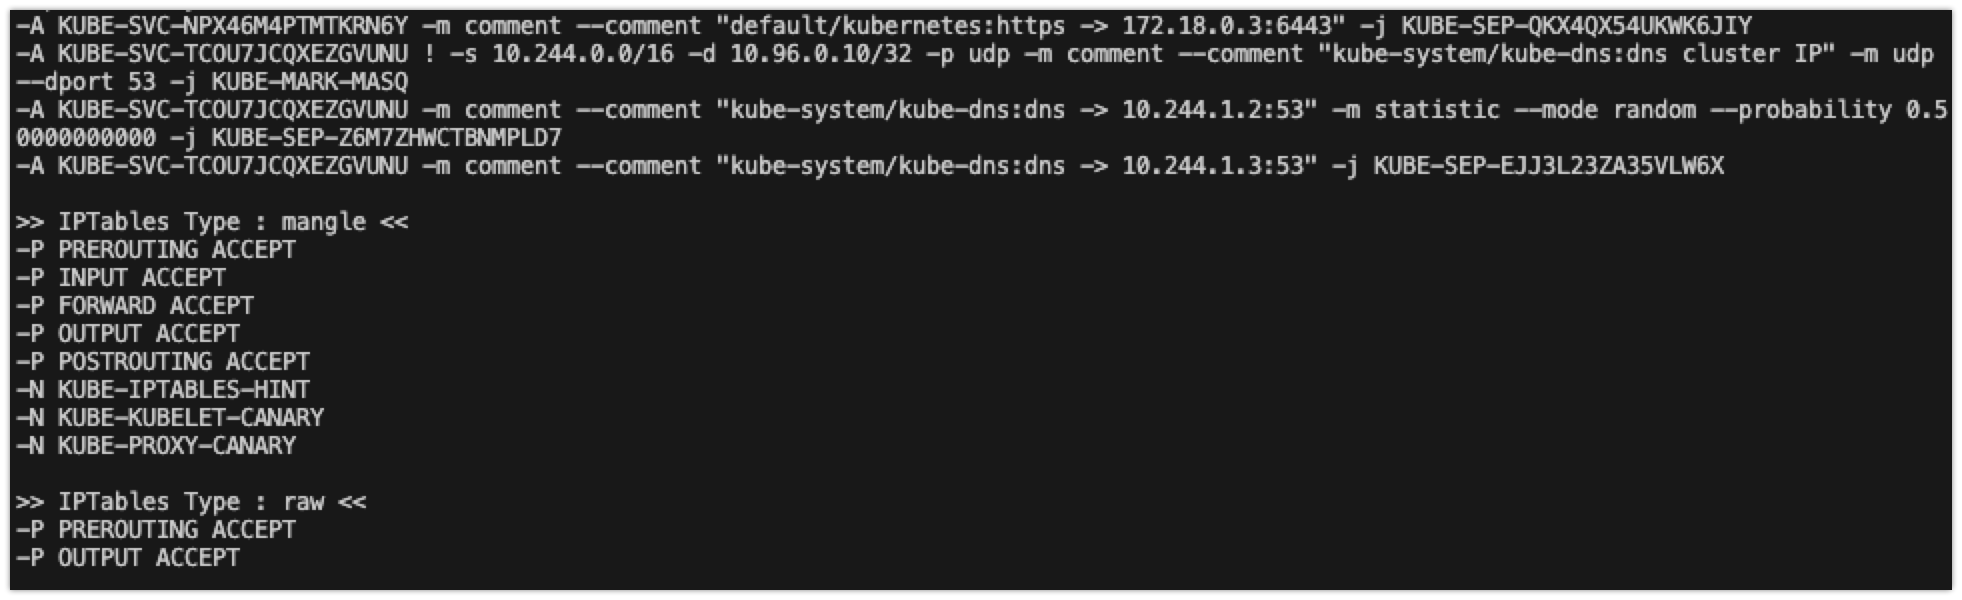 -A KUBE-SVC-NPX46M4PTMTKRN6Y -m comment --comment "default/kubernetes:https -> 172.18.0.3:6443" -j KUBE-SEP-QKX4QX54UKWK6JIY
-A KUBE-SVC-TCOU7JCQXEZGVUNU ! -s 10.244.0.0/16 -d 10.96.0.10/32 -p udp -m comment --comment "kube-system/kube-dns:dns cluster IP" -m udp
--dport 53 -j KUBE-MARK-MASQ
-A KUBE-SVC-TCOU7JCQXEZGVUNU -m comment --comment "kube-system/kube-dns:dns -> 10.244.1.2:53" -m statistic --mode random --probability 0.5
0000000000 -j KUBE-SEP-Z6M7ZHWCTBNMPLD7
-A KUBE-SVC-TCOU7JCQXEZGVUNU -m comment --comment "kube-system/kube-dns:dns -> 10.244.1.3:53" -j KUBE-SEP-EJJ3L23ZA35VLW6X
>> IPTables Type : mangle <<
-P PREROUTING ACCEPT
-P INPUT ACCEPT
-P FORWARD ACCEPT
-P OUTPUT ACCEPT
-P POSTROUTING ACCEPT
-N KUBE-IPTABLES-HINT
-N KUBE-KUBELET-CANARY
-N KUBE-PROXY-CANARY
>> IPTables Type : raw <<
-P PREROUTING ACCEPT
-P OUTPUT ACCEPT